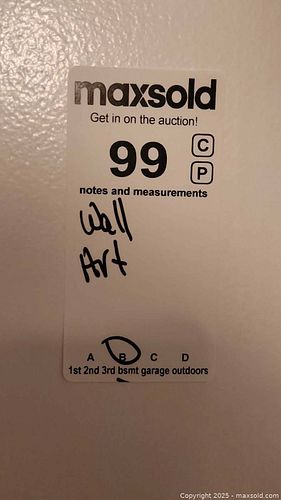 maxsold
Get in on the auction!
99 C
P
notes and measurements
Wall
Art
A B C D
1st 2nd 3rd bsmt garage outdoors
Copyright 2025 - maxsold.com